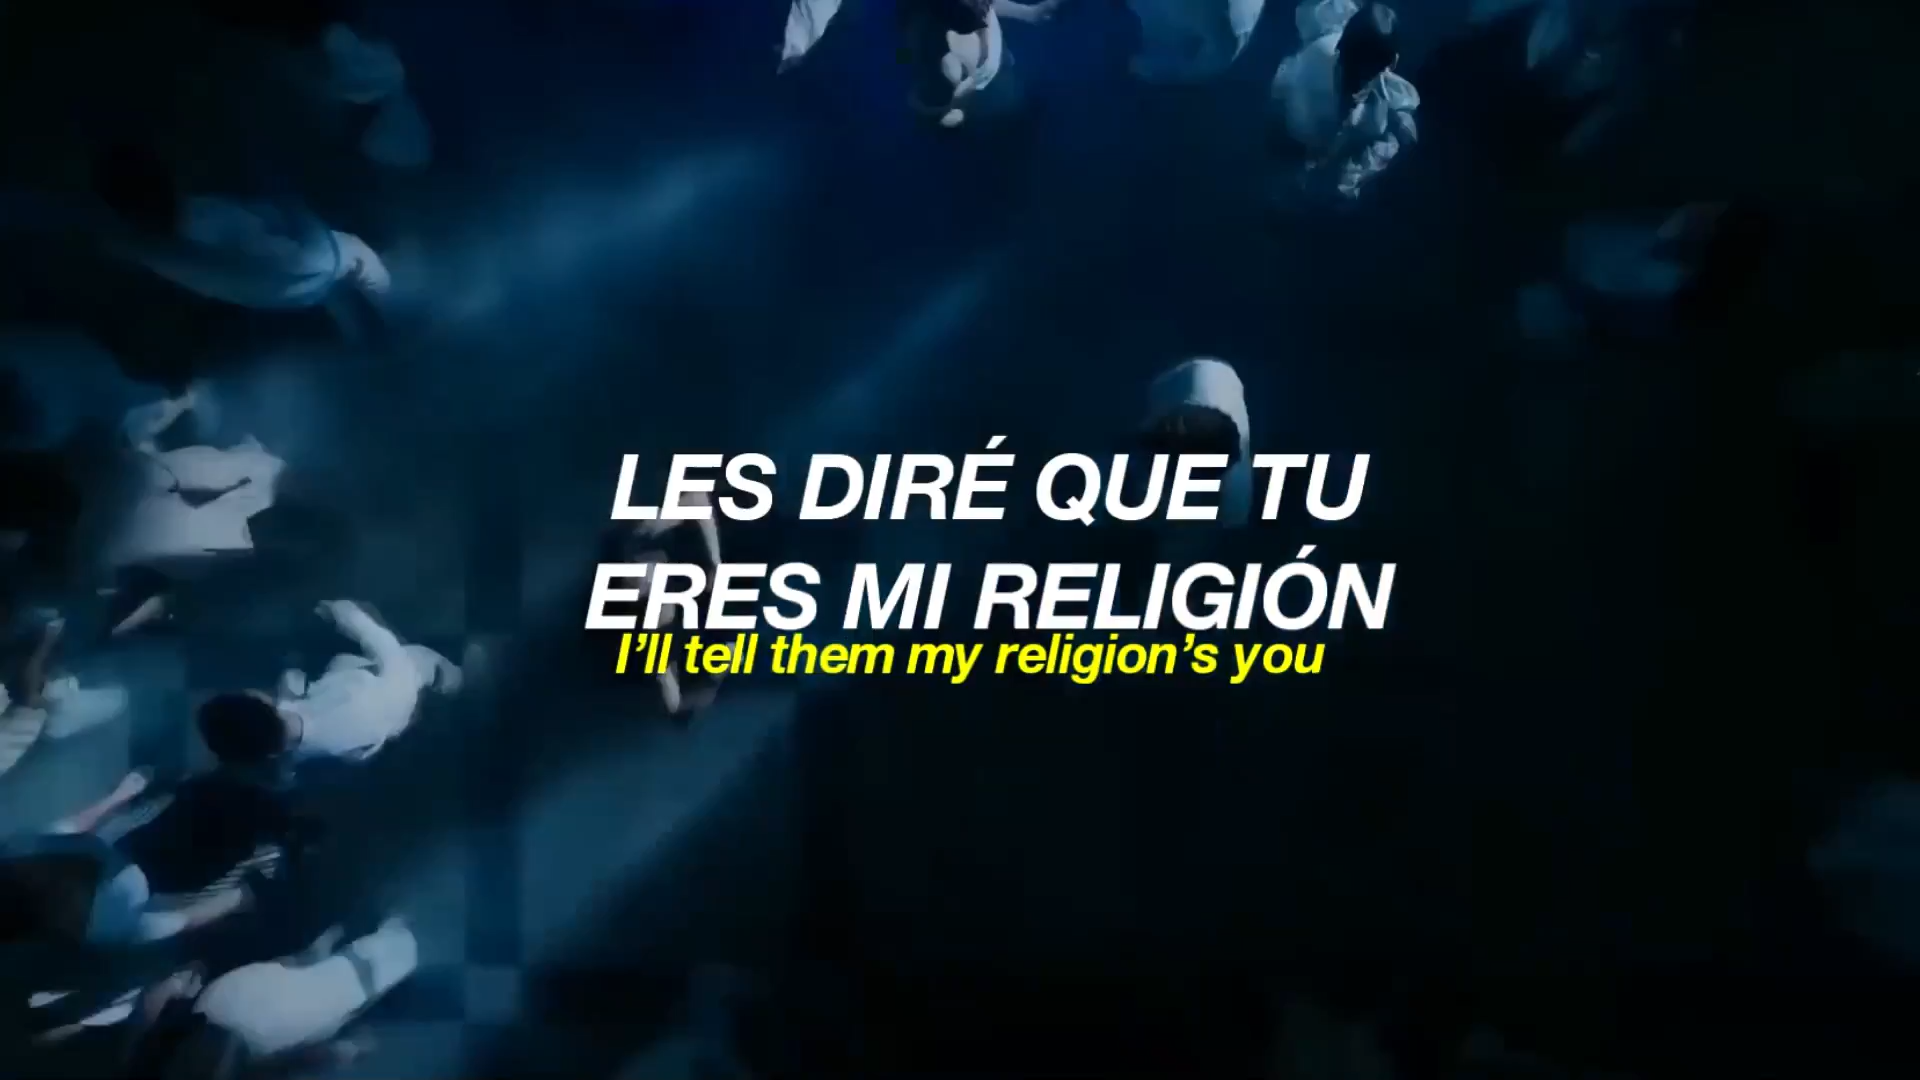 LES DIRÉ QUE TU
ERES MI RELIGIÓN
I’ll tell them my religion’s you